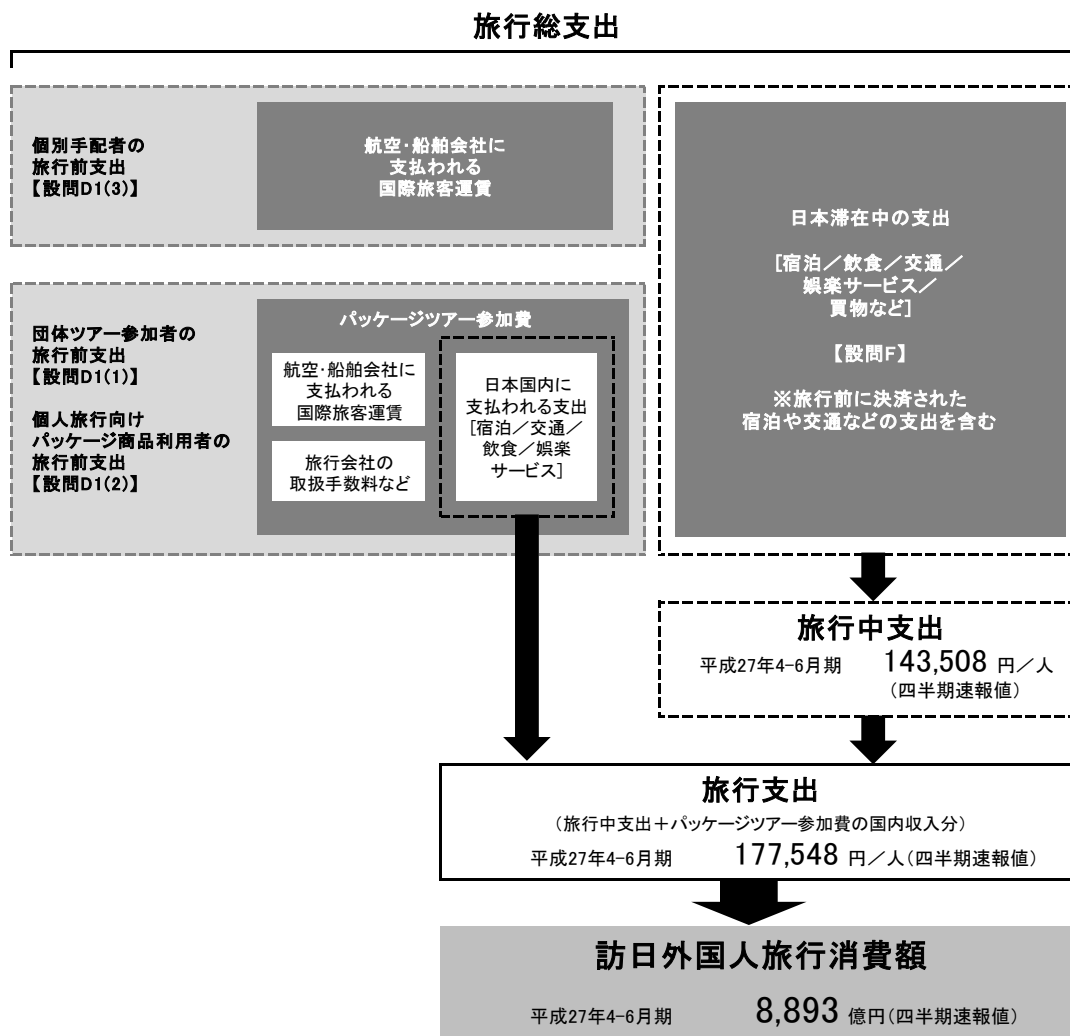 旅行総支出
個別手配者の
旅行前支出
【設問D1(3)】
航空・船舶会社に
支払われる
国際旅客運賃
団体ツアー参加者の
旅行前支出
【設問D1(1)】
個人旅行向け
パッケージ商品利用者の
旅行前支出
【設問D1(2)】
パッケージツアー参加費
航空・船舶会社に
支払われる
国際旅客運賃
旅行会社の
取扱手数料など
日本国内に
支払われる支出
[宿泊／交通／
飲食／娯楽
サービス]
日本滞在中の支出
[宿泊／飲食／交通／
娯楽サービス／
買物など]
【設問F】
※旅行前に決済された
宿泊や交通などの支出を含む
旅行中支出
平成27年4-6月期 143,508 円／人
(四半期速報値)
旅行支出
(旅行中支出＋パッケージツアー参加費の国内収入分)
平成27年4-6月期 177,548 円／人(四半期速報値)
訪日外国人旅行消費額
平成27年4-6月期 8,893 億円(四半期速報値)